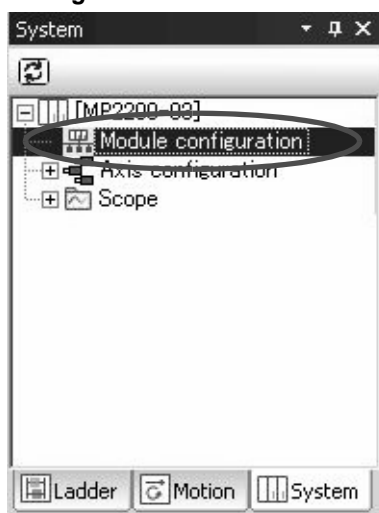 System
[MP2200-03]
Module configuration
Axis configuration
Scope
Ladder Motion System